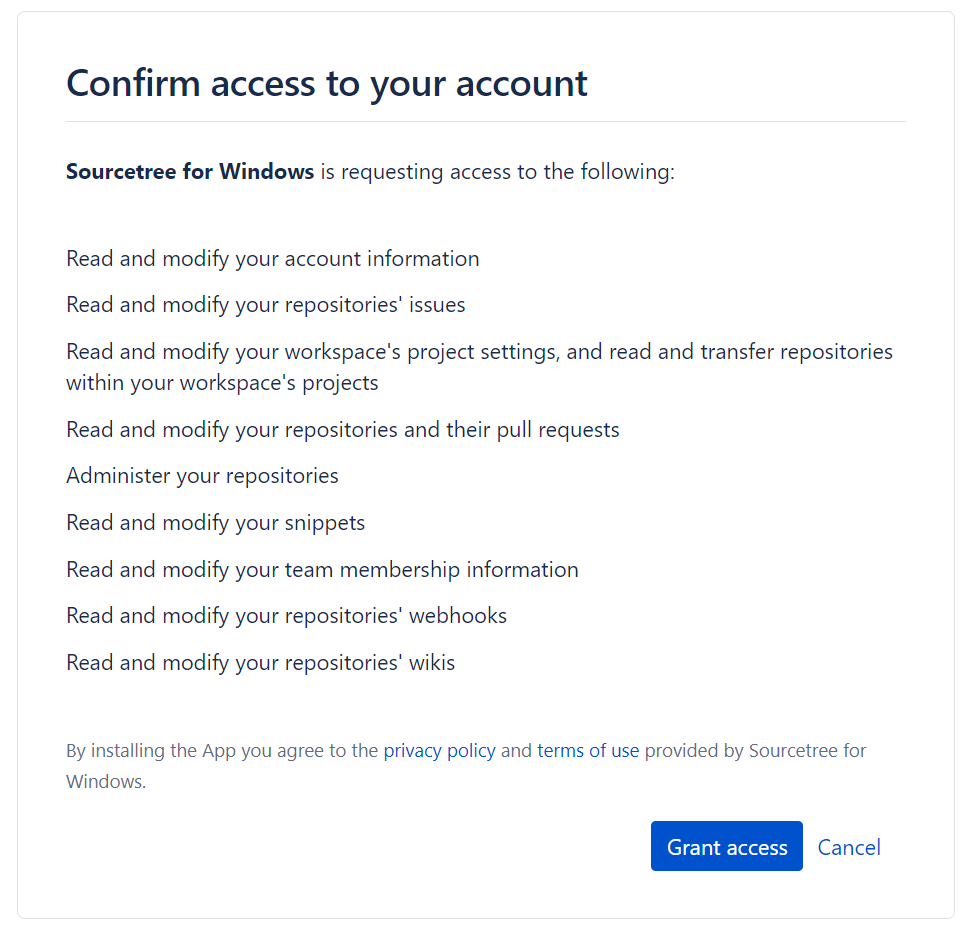 Confirm access to your account
Sourcetree for Windows is requesting access to the following:
Read and modify your account information
Read and modify your repositories' issues
Read and modify your workspace's project settings, and read and transfer repositories
within your workspace's projects
Read and modify your repositories and their pull requests
Administer your repositories
Read and modify your snippets
Read and modify your team membership information
Read and modify your repositories' webhooks
Read and modify your repositories' wikis
By installing the App you agree to the privacy policy and terms of use provided by Sourcetree for
Windows.
Grant access Cancel